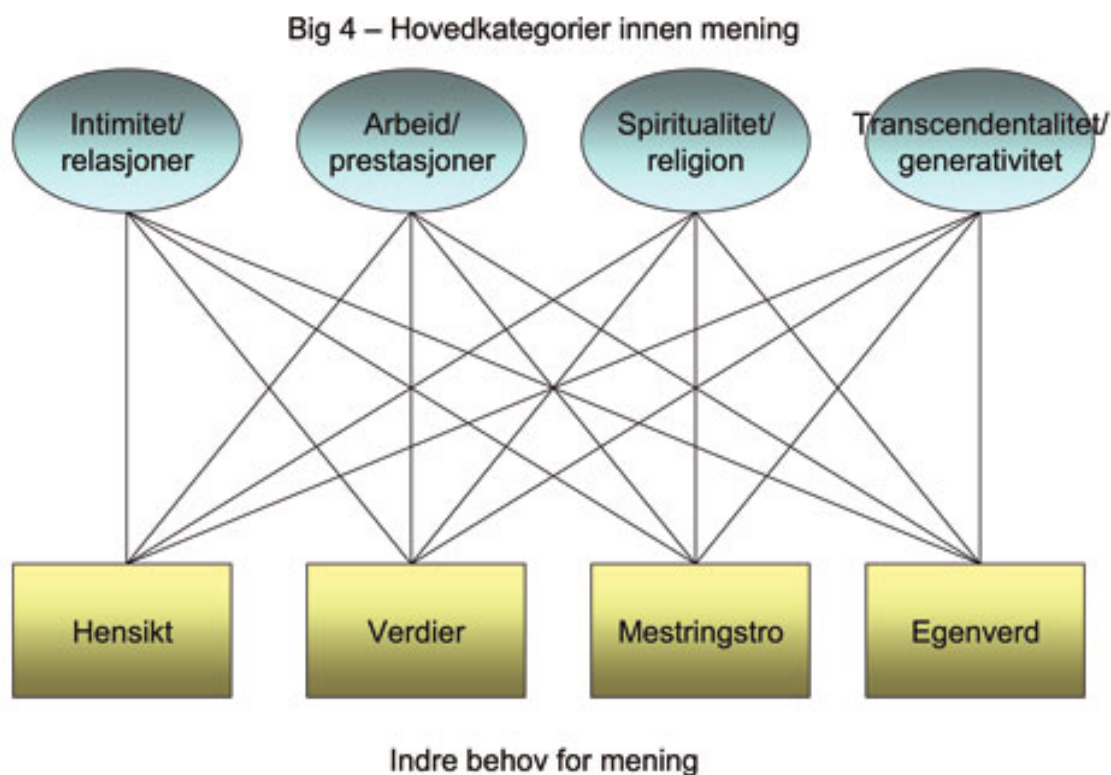 Big 4 – Hovedkategorier innen mening
Intimitet/
relasjoner
Arbeid/
prestasjoner
Spiritualitet/
religion
Transcendentalitet/
generativitet
Hensikt
Verdier
Mestringstro
Egenverd
Indre behov for mening